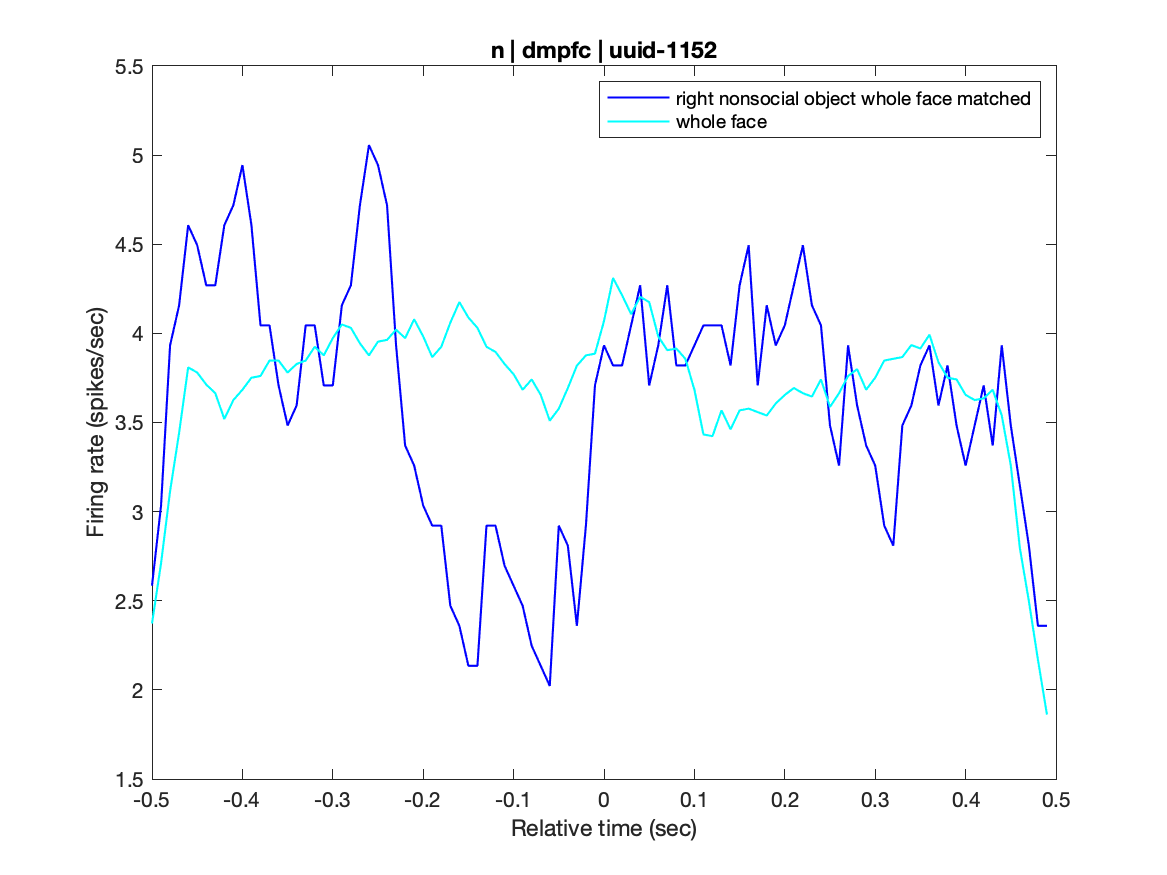 n | dmpfc | uuid-1152
right nonsocial object whole face matched
whole face
5.5
5
4.5
4
3.5
3
2.5
2
1.5
Firing rate (spikes/sec)
-0.5 -0.4 -0.3 -0.2 -0.1 0 0.1 0.2 0.3 0.4 0.5
Relative time (sec)